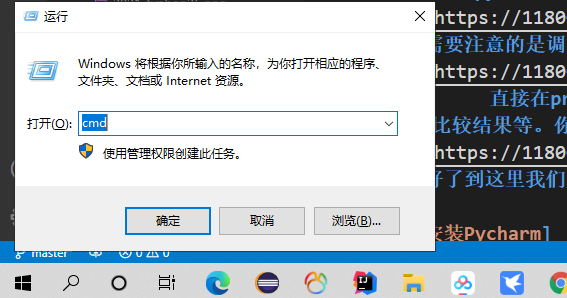 运行
https://1180
Windows 将根据你所输入的名称，为你打开相应的程序、
需要注意的是调
文件夹、文档或 Internet 资源。
https://1180
直接在pr
打开(O):
cmd
比较结果等。你
使用管理权限创建此任务。
https://1180
好了到这里我们
确定
取消
浏览(B)...
安装Pycharm]
master
0
0